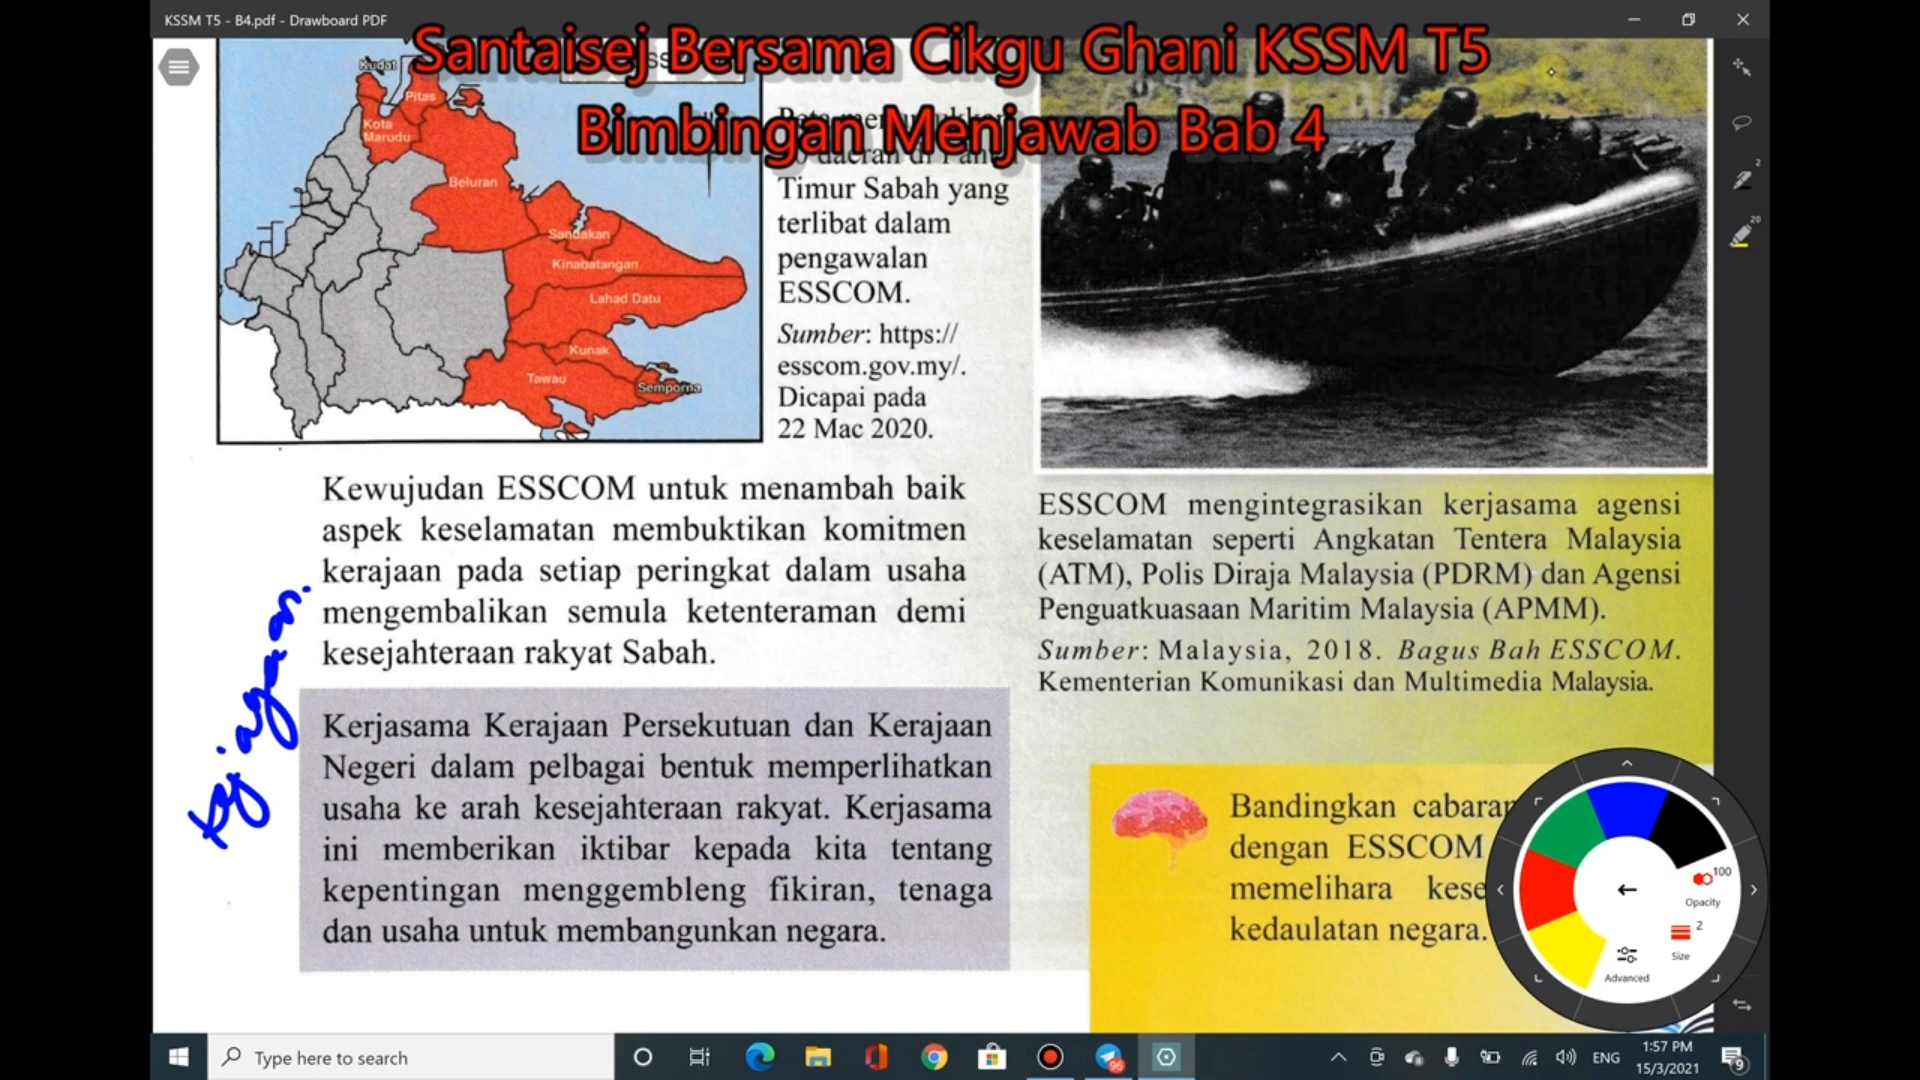 KSSM T5 - B4.pdf - Drawboard PDF
Santaisej Bersama Cikgu Ghani KSSM T5
Bimbingan Menjawab Bab 4
Kudat
Pitas
Kota
Marudu
Beluran
Sandakan
Kinabatangan
Lahad Datu
Kunak
Tawau
Semporna
Timur Sabah yang
terlibat dalam
pengawalan
ESSCOM.
Sumber: https://
esscom.gov.my/.
Dicapai pada
22 Mac 2020.
Kewujudan ESSCOM untuk menambah baik
aspek keselamatan membuktikan komitmen
kerajaan pada setiap peringkat dalam usaha
mengembalikan semula ketenteraman demi
kesejahteraan rakyat Sabah.
Kerjasama Kerajaan Persekutuan dan Kerajaan
Negeri dalam pelbagai bentuk memperlihatkan
usaha ke arah kesejahteraan rakyat. Kerjasama
ini memberikan iktibar kepada kita tentang
kepentingan menggembleng fikiran, tenaga
dan usaha untuk membangunkan negara.
ESSCOM mengintegrasikan kerjasama agensi
keselamatan seperti Angkatan Tentera Malaysia
(ATM), Polis Diraja Malaysia (PDRM) dan Agensi
Penguatkuasaan Maritim Malaysia (APMM).
Sumber: Malaysia, 2018. Bagus Bah ESSCOM.
Kementerian Komunikasi dan Multimedia Malaysia.
Bandingkan cabaran
dengan ESSCOM
memelihara kese
kedaulatan negara.
100
Opacity
2
Size
Advanced
2
20
Type here to search
96
ENG
1:57 PM
15/3/2021
9